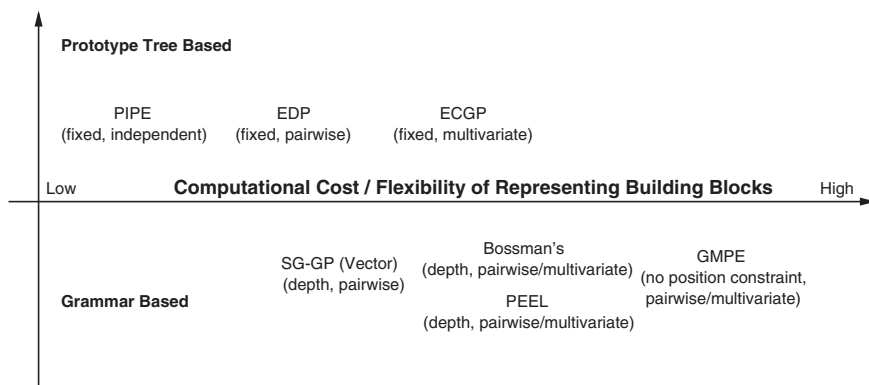 Prototype Tree Based
PIPE
(fixed, independent)
EDP
(fixed, pairwise)
ECGP
(fixed, multivariate)
Low
Computational Cost / Flexibility of Representing Building Blocks
High
SG-GP (Vector)
(depth, pairwise)
Bossman's
(depth, pairwise/multivariate)
PEEL
(depth, pairwise/multivariate)
GMPE
(no position constraint,
pairwise/multivariate)
Grammar Based